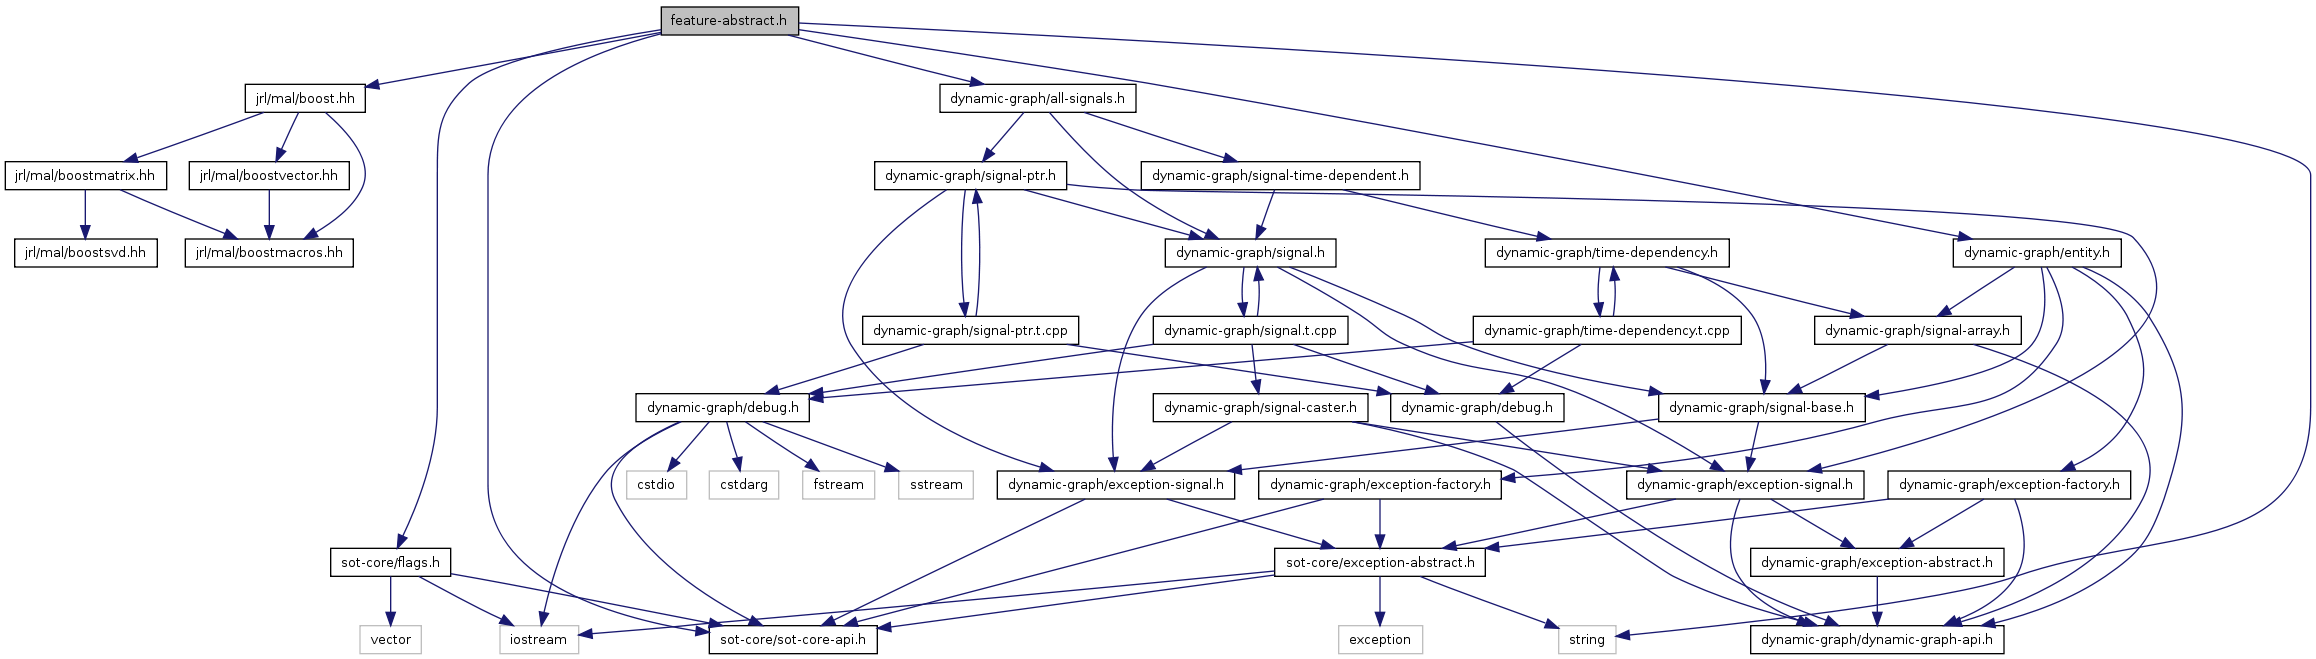 feature-abstract.h
jrl/mal/boost.hh
dynamic-graph/all-signals.h
jrl/mal/boostmatrix.hh
jrl/mal/boostvector.hh
dynamic-graph/signal-ptr.h
dynamic-graph/signal-time-dependent.h
jrl/mal/boostsvd.hh
jrl/mal/boostmacros.hh
dynamic-graph/signal.h
dynamic-graph/time-dependency.h
dynamic-graph/entity.h
dynamic-graph/signal-ptr.t.cpp
dynamic-graph/signal.t.cpp
dynamic-graph/time-dependency.t.cpp
dynamic-graph/signal-array.h
dynamic-graph/debug.h
dynamic-graph/signal-caster.h
dynamic-graph/debug.h
dynamic-graph/signal-base.h
cstdio
cstdarg
fstream
sstream
dynamic-graph/exception-signal.h
dynamic-graph/exception-factory.h
dynamic-graph/exception-signal.h
dynamic-graph/exception-factory.h
sot-core/flags.h
sot-core/exception-abstract.h
dynamic-graph/exception-abstract.h
vector
iostream
sot-core/sot-core-api.h
exception
string
dynamic-graph/dynamic-graph-api.h